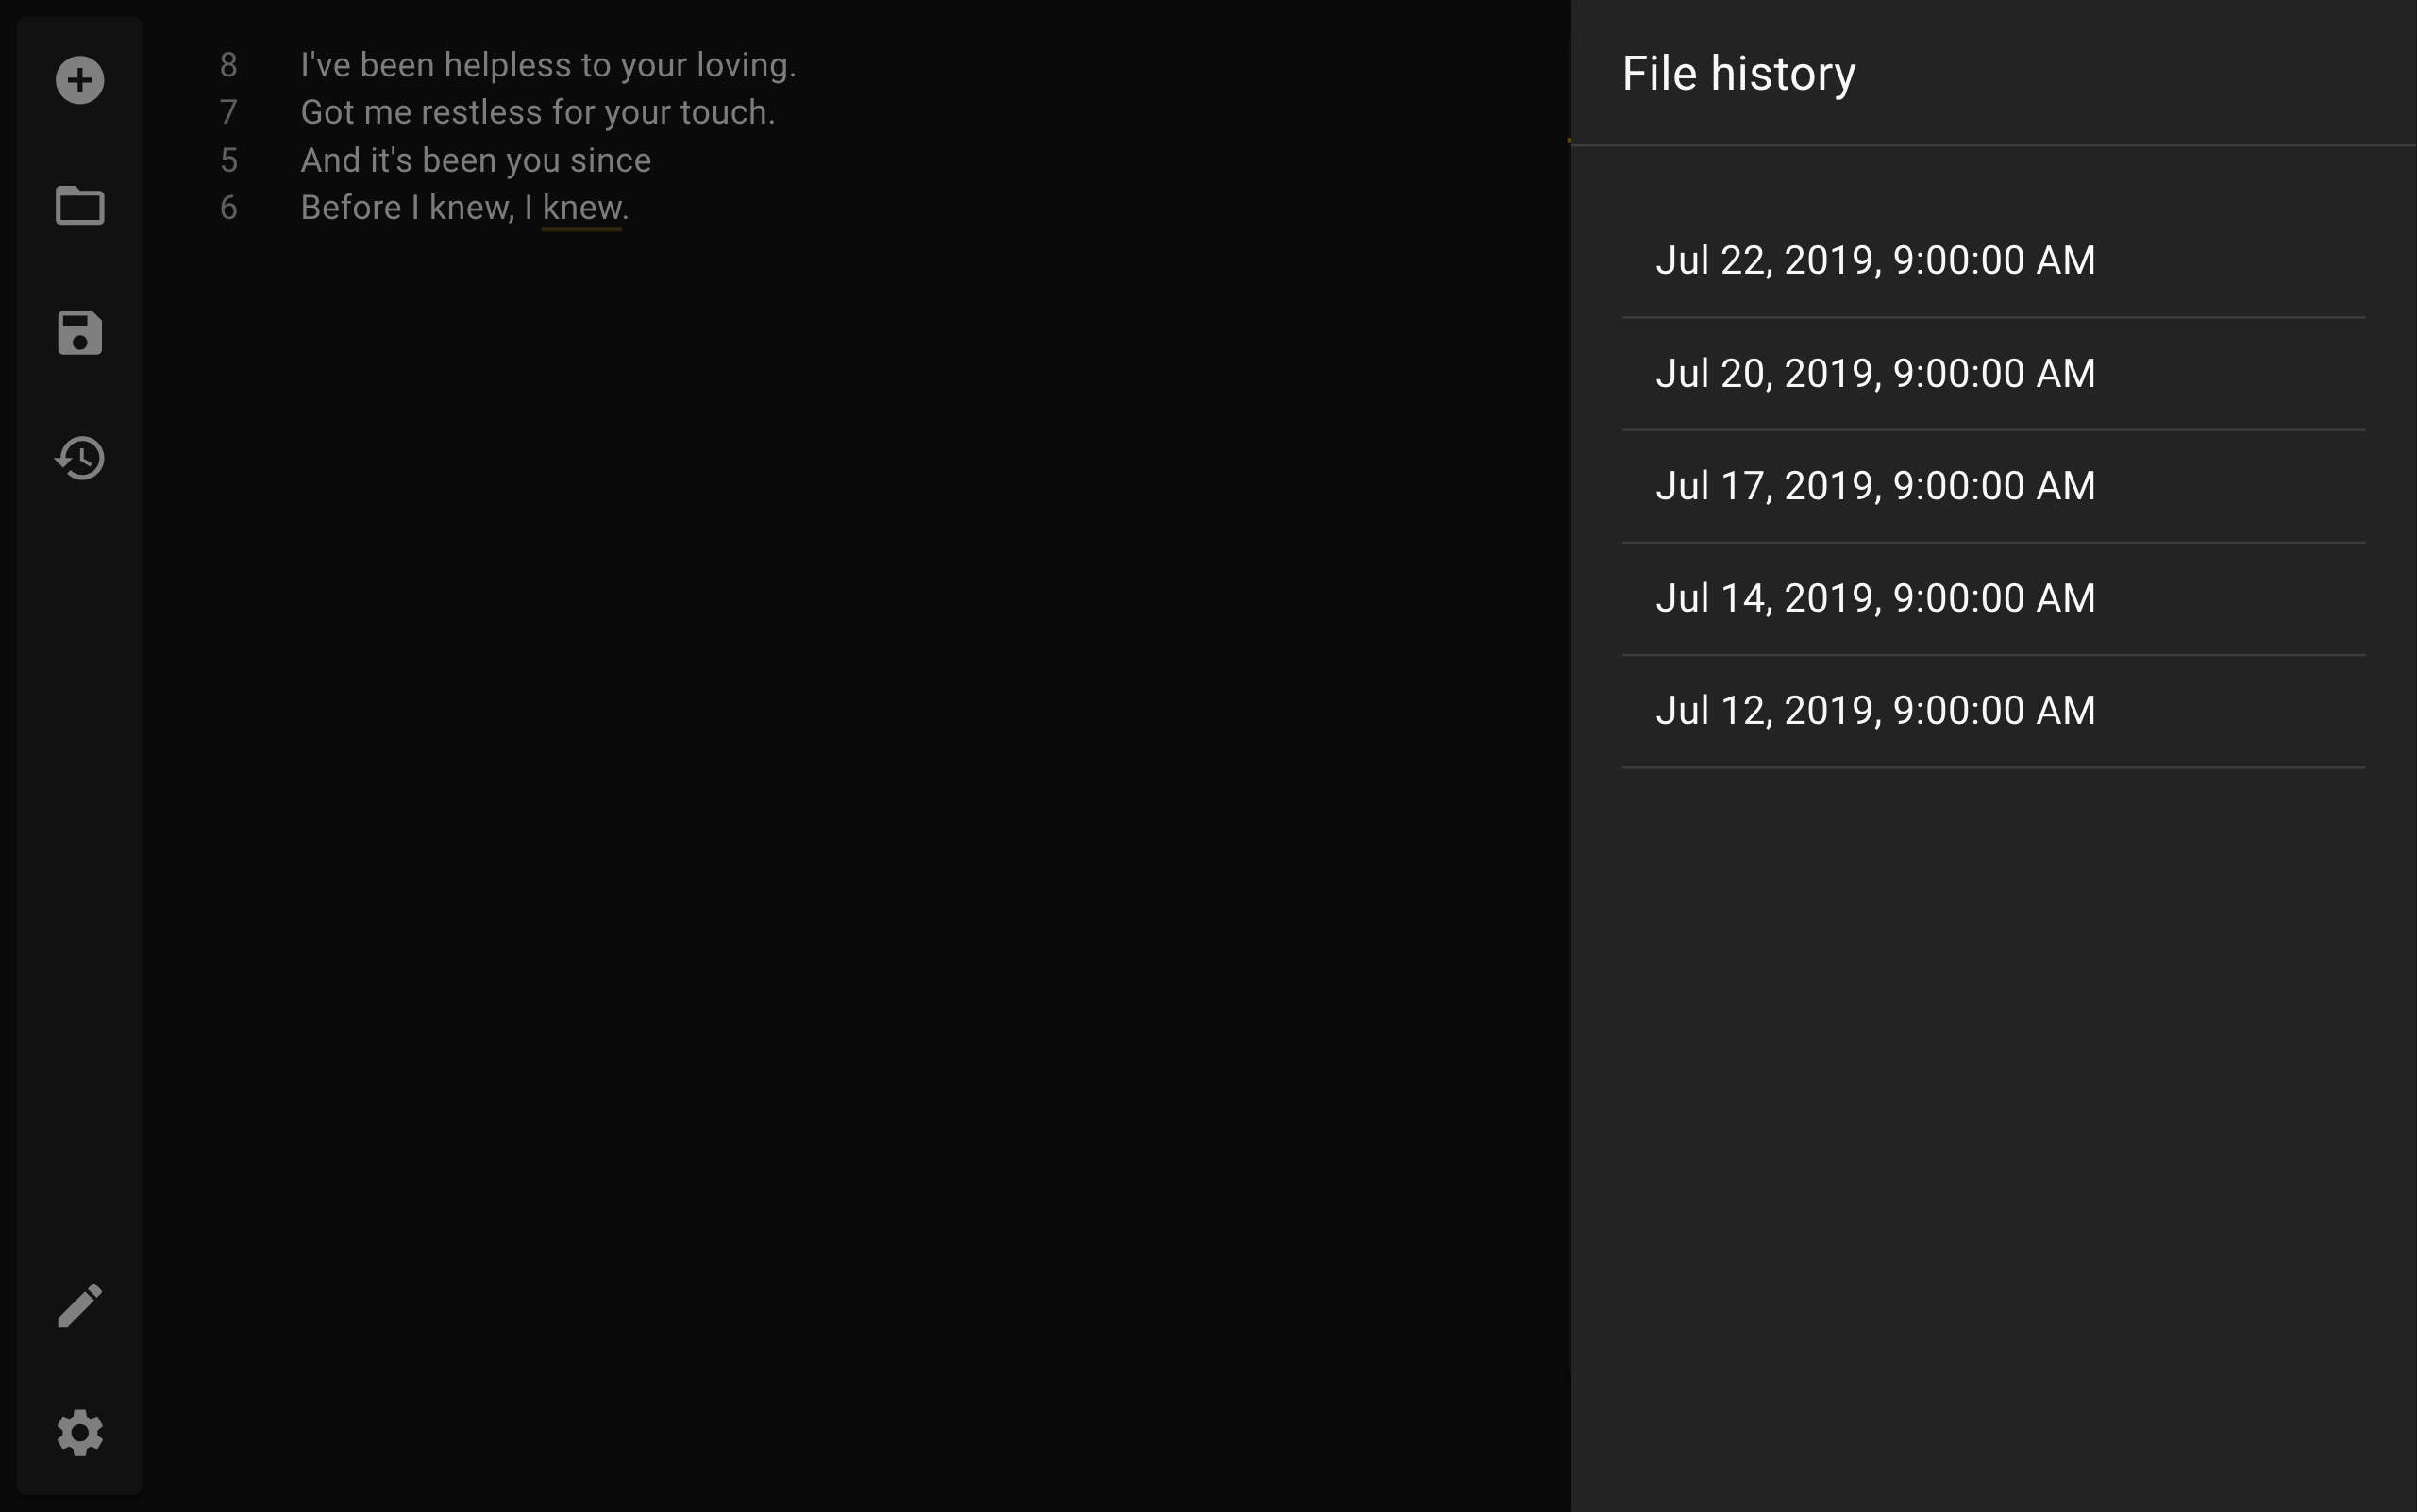 8 I've been helpless to your loving.
7 Got me restless for your touch.
5 And it's been you since
6 Before I knew, I knew.
File history
Jul 22, 2019, 9:00:00 AM
Jul 20, 2019, 9:00:00 AM
Jul 17, 2019, 9:00:00 AM
Jul 14, 2019, 9:00:00 AM
Jul 12, 2019, 9:00:00 AM